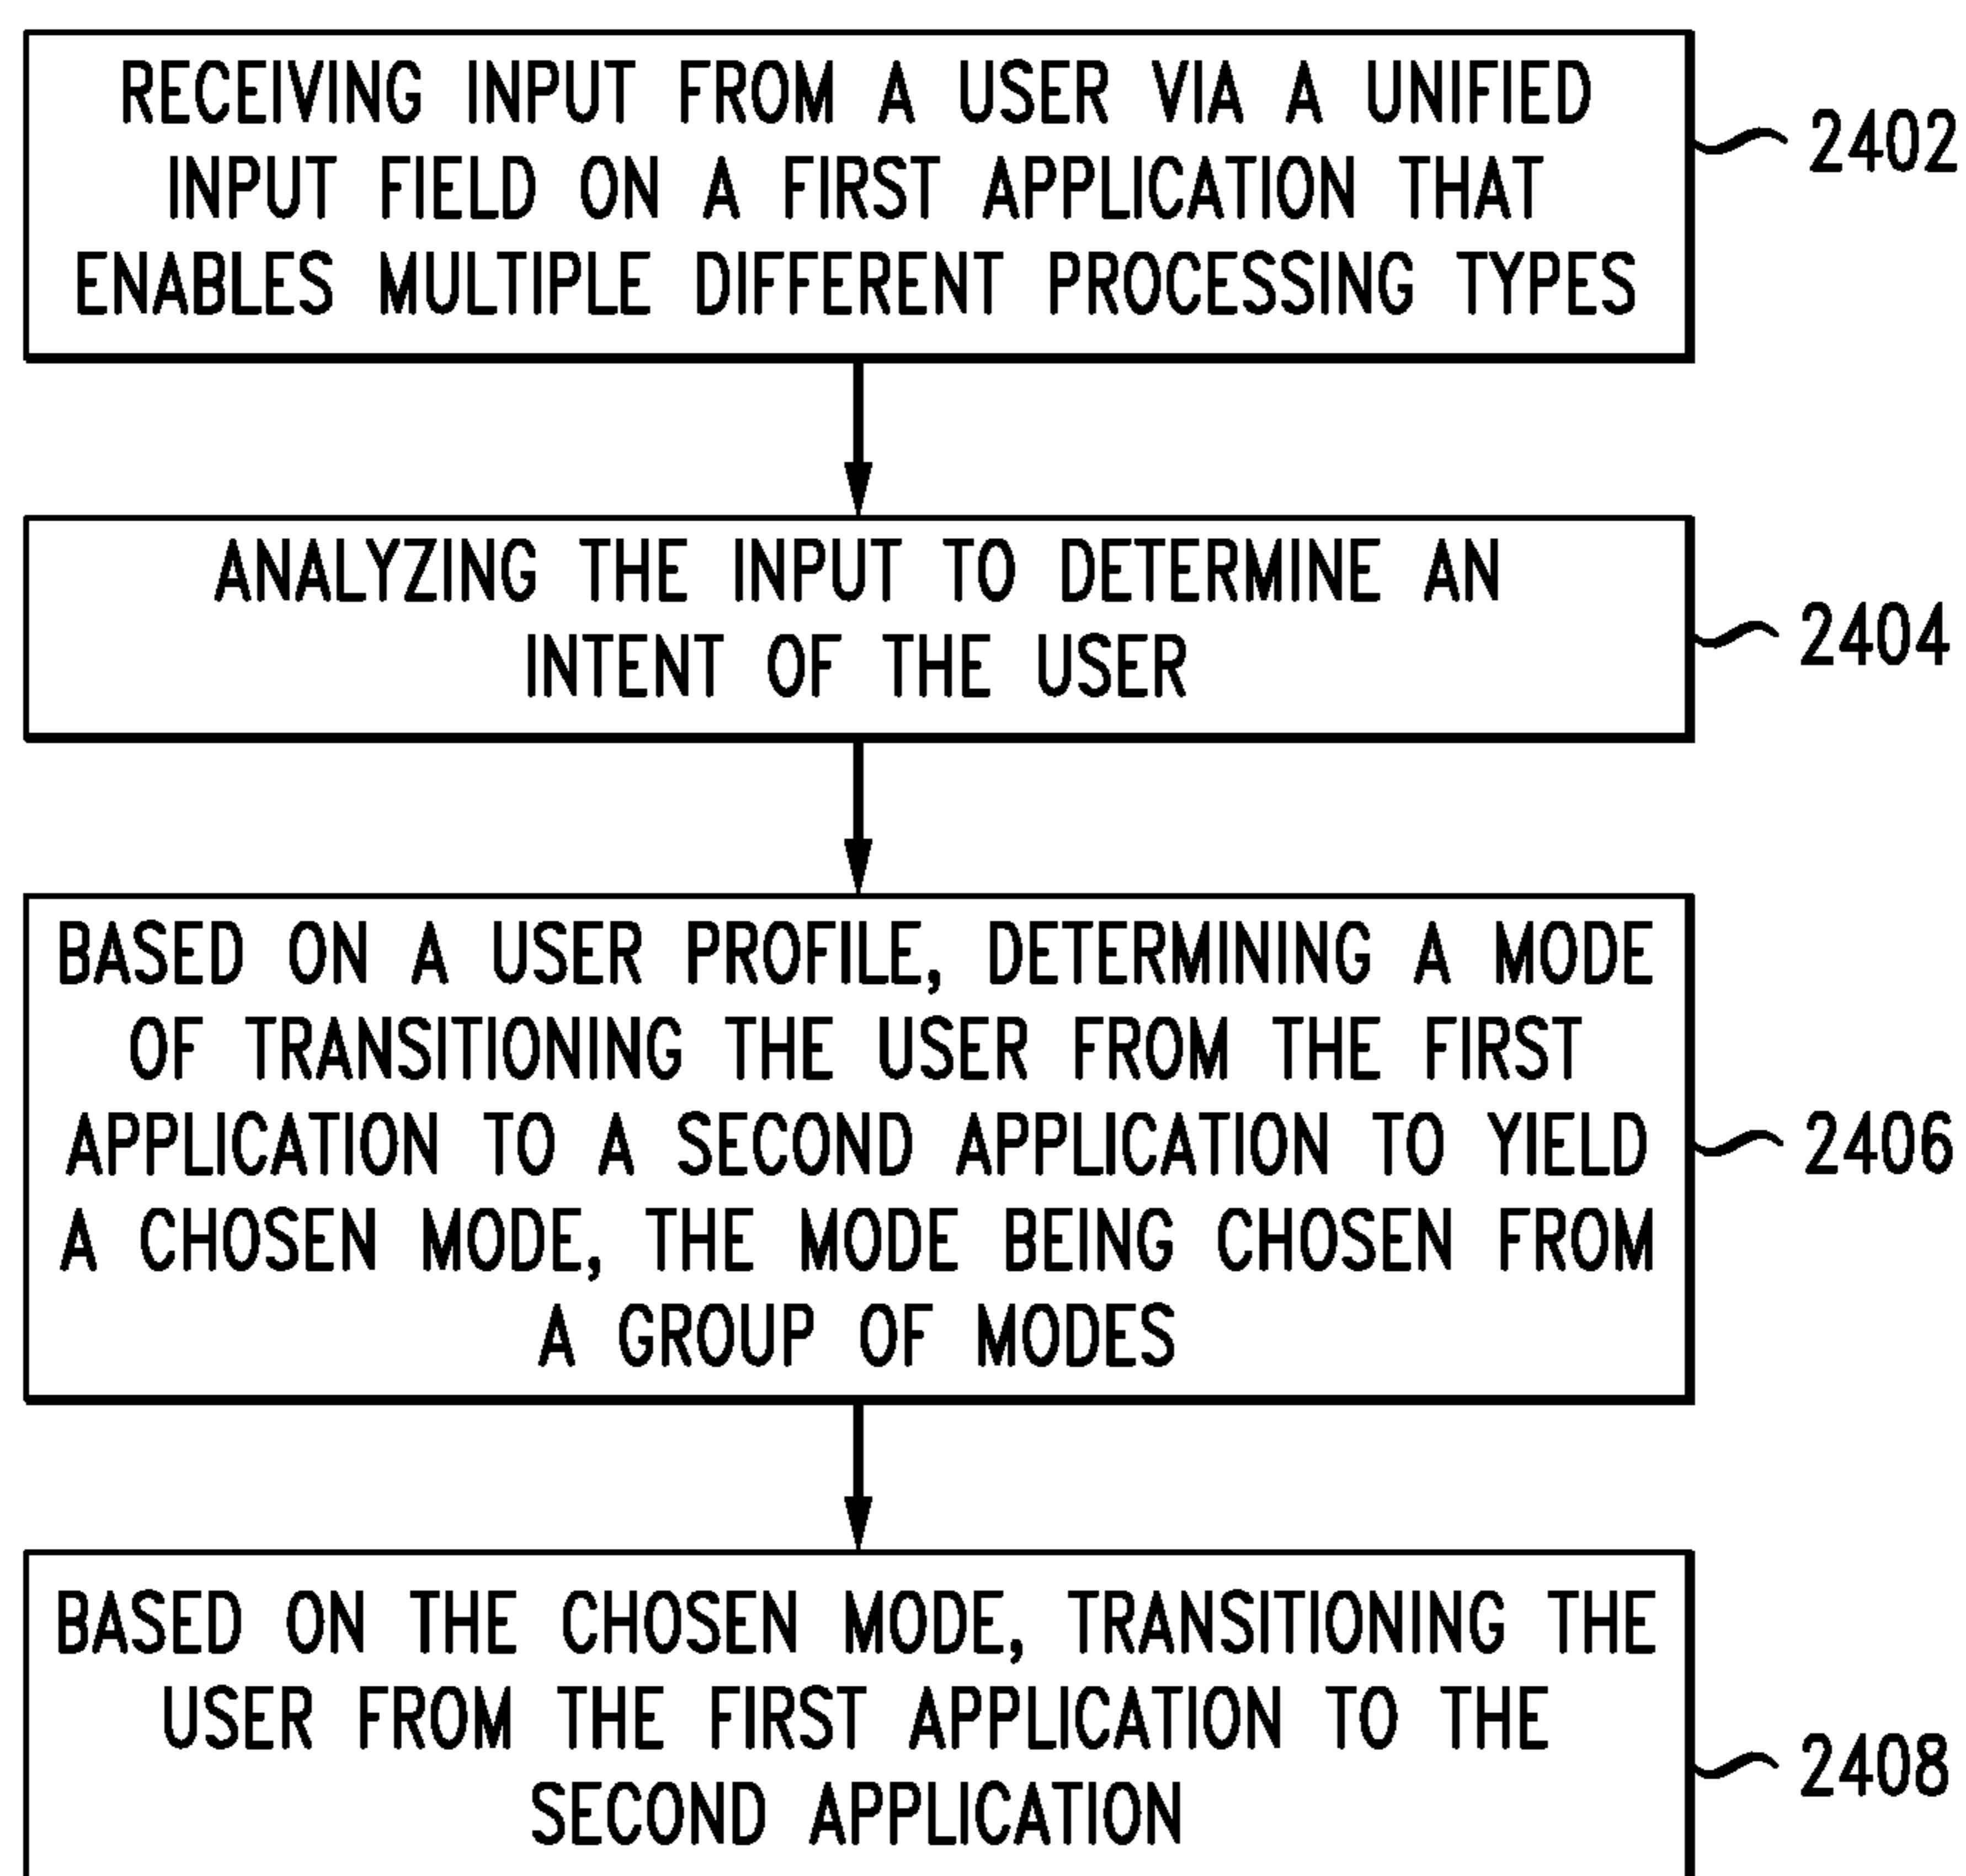 RECEIVING INPUT FROM A USER VIA A UNIFIED
INPUT FIELD ON A FIRST APPLICATION THAT
ENABLES MULTIPLE DIFFERENT PROCESSING TYPES
2402
ANALYZING THE INPUT TO DETERMINE AN
INTENT OF THE USER
2404
BASED ON A USER PROFILE, DETERMINING A MODE
OF TRANSITIONING THE USER FROM THE FIRST
APPLICATION TO A SECOND APPLICATION TO YIELD
A CHOSEN MODE, THE MODE BEING CHOSEN FROM
A GROUP OF MODES
2406
BASED ON THE CHOSEN MODE, TRANSITIONING THE
USER FROM THE FIRST APPLICATION TO THE
SECOND APPLICATION
2408